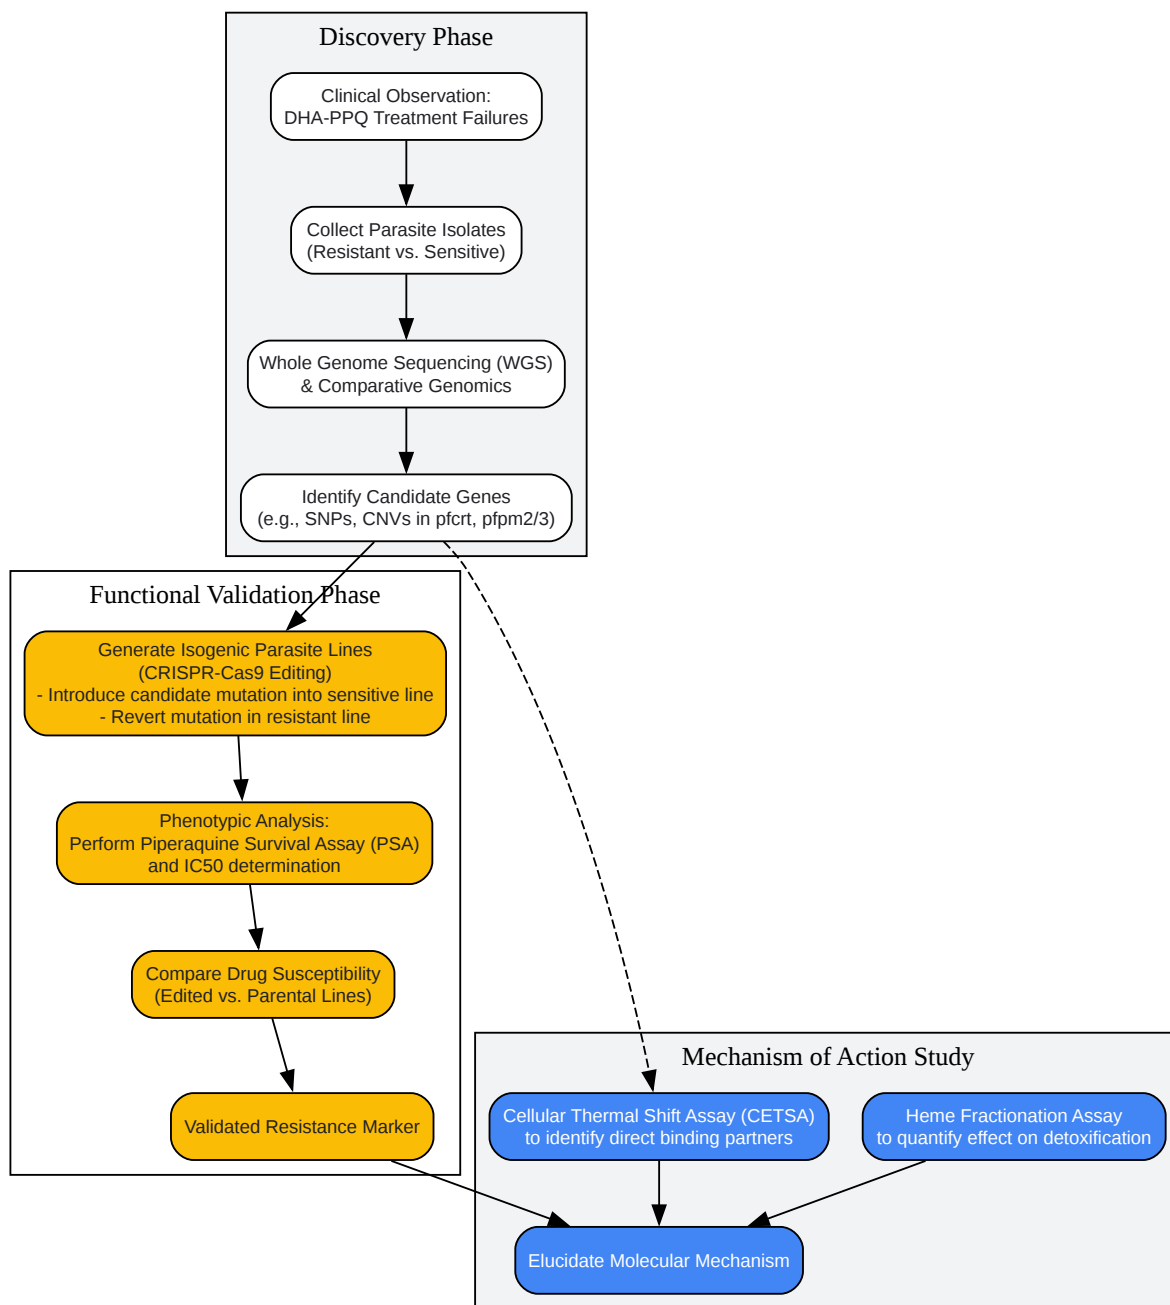 Discovery Phase
Clinical Observation:
DHA-PPQ Treatment Failures
Collect Parasite Isolates
(Resistant vs. Sensitive)
Whole Genome Sequencing (WGS)
& Comparative Genomics
Identify Candidate Genes
(e.g., SNPs, CNVs in pfcrt, pfpm2/3)
Functional Validation Phase
Generate Isogenic Parasite Lines
(CRISPR-Cas9 Editing)
- Introduce candidate mutation into sensitive line
- Revert mutation in resistant line
Phenotypic Analysis:
Perform Piperaquine Survival Assay (PSA)
and IC50 determination
Compare Drug Susceptibility
(Edited vs. Parental Lines)
Validated Resistance Marker
Mechanism of Action Study
Cellular Thermal Shift Assay (CETSA)
to identify direct binding partners
Heme Fractionation Assay
to quantify effect on detoxification
Elucidate Molecular Mechanism